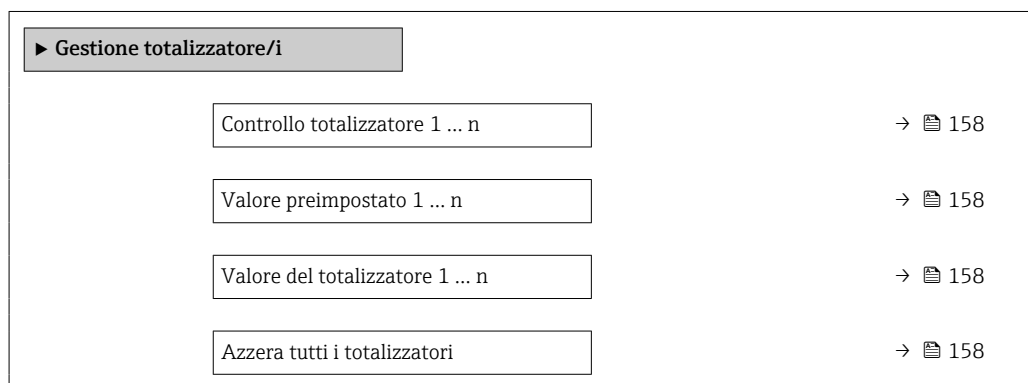 ▶ Gestione totalizzatore/i
Controllo totalizzatore 1 … n → 158
Valore preimpostato 1 … n → 158
Valore del totalizzatore 1 … n → 158
Azzera tutti i totalizzatori → 158